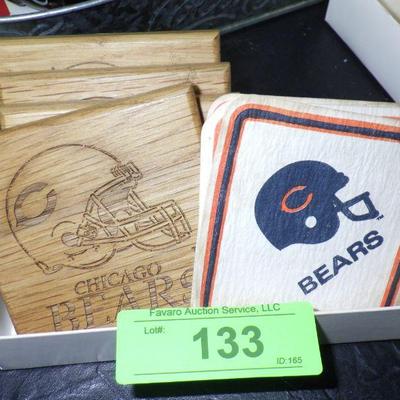 CHICAGO
BEARS
BEARS
Favaro Auction Service, LLC
Lot#:
133
ID:165